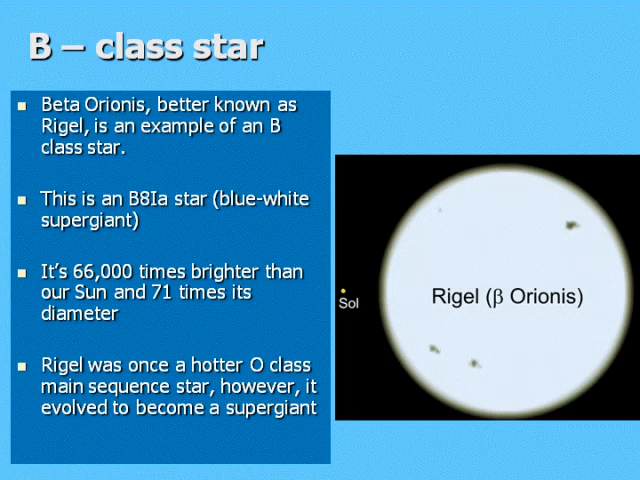 B – class star
Beta Orionis, better known as
Rigel, is an example of an B
class star.
This is an B8Ia star (blue-white
supergiant)
It's 66,000 times brighter than
our Sun and 71 times its
diameter
Rigel was once a hotter O class
main sequence star, however, it
evolved to become a supergiant
Sol
Rigel (β Orionis)